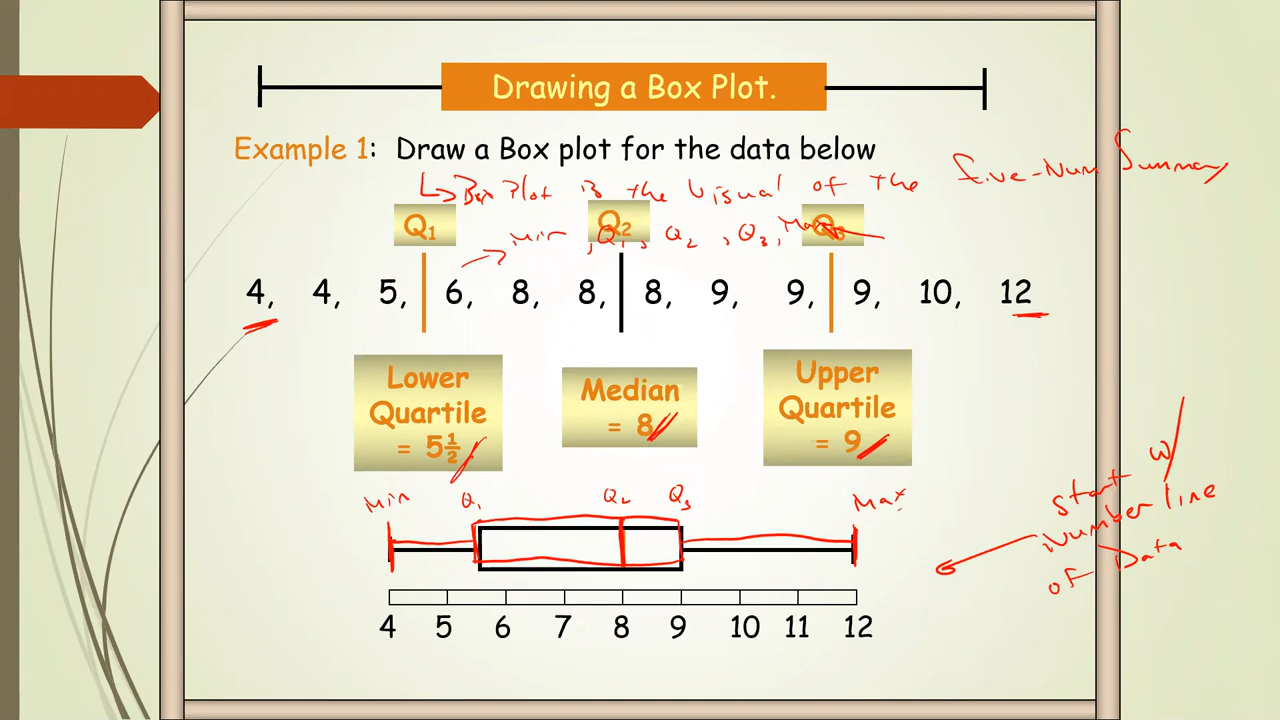 Drawing a Box Plot.
Example 1: Draw a Box plot for the data below
↳ Box Plot is the Visual of the Five-Num Summary
Q₁ Q₂ Q₃
→ Min, Q₁, Q₂, Q₃, Max
4, 4, 5, 6, 8, 8, 8, 9, 9, 9, 10, 12
Lower
Quartile
= 5½
Median
= 8
Upper
Quartile
= 9
Start w/
Number line
of Data
Min Q₁ Q₂ Q₃ Max
4 5 6 7 8 9 10 11 12